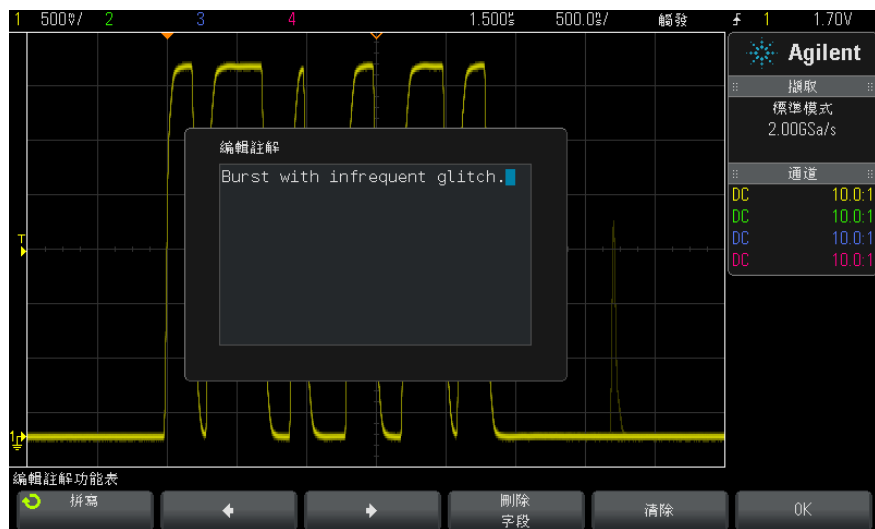 1 500♉/ 2 3 4 1.500s 500.0s/ 觸發 1 1.70V
Agilent
擷取
標準模式
2.00GSa/s
通道
DC 10.0:1
DC 10.0:1
DC 10.0:1
DC 10.0:1
編輯註解
Burst with infrequent glitch.
T
1
編輯註解功能表
拼寫
刪除
字段
清除
OK